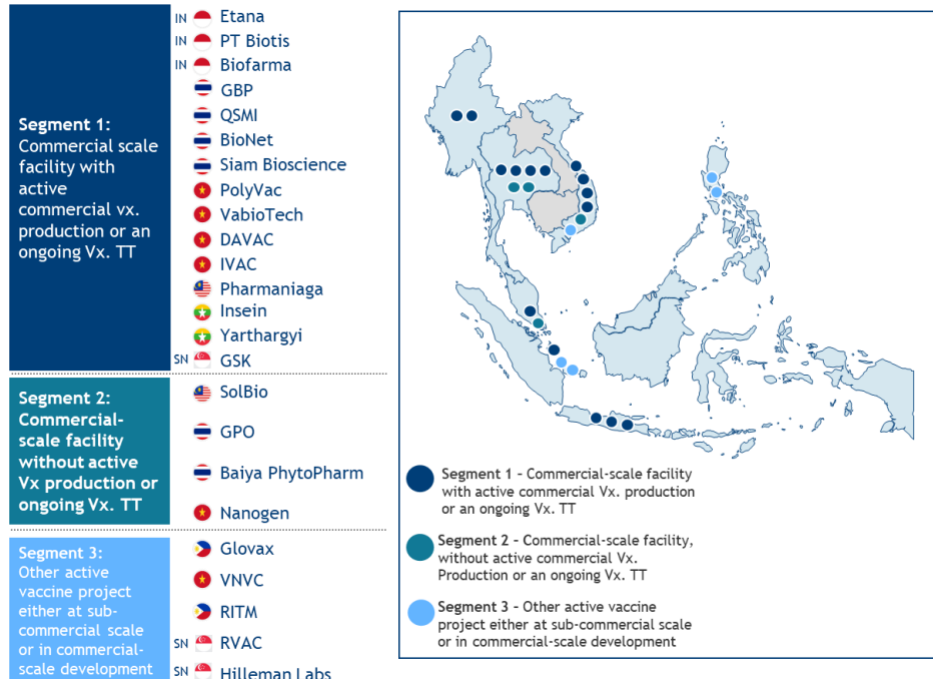 IN Etana
IN PT Biotis
IN Biofarma
GBP
QSMI
BioNet
Siam Bioscience
PolyVac
VabioTech
DAVAC
IVAC
Pharmaniaga
Insein
Yarthargyi
SN GSK
Segment 1:
Commercial scale
facility with
active
commercial vx.
production or an
ongoing Vx. TT
Segment 2:
Commercial-
scale facility
without active
Vx production or
ongoing Vx. TT
SolBio
GPO
Baiya PhytoPharm
Nanogen
Segment 3:
Other active
vaccine project
either at sub-
commercial scale
or in commercial-
scale development
Glovax
VNVC
RITM
SN RVAC
SN Hilleman Labs
Segment 1 – Commercial-scale facility
with active commercial Vx. production
or an ongoing Vx. TT
Segment 2 – Commercial-scale facility,
without active commercial Vx.
Production or an ongoing Vx. TT
Segment 3 – Other active vaccine
project either at sub-commercial scale
or in commercial-scale development